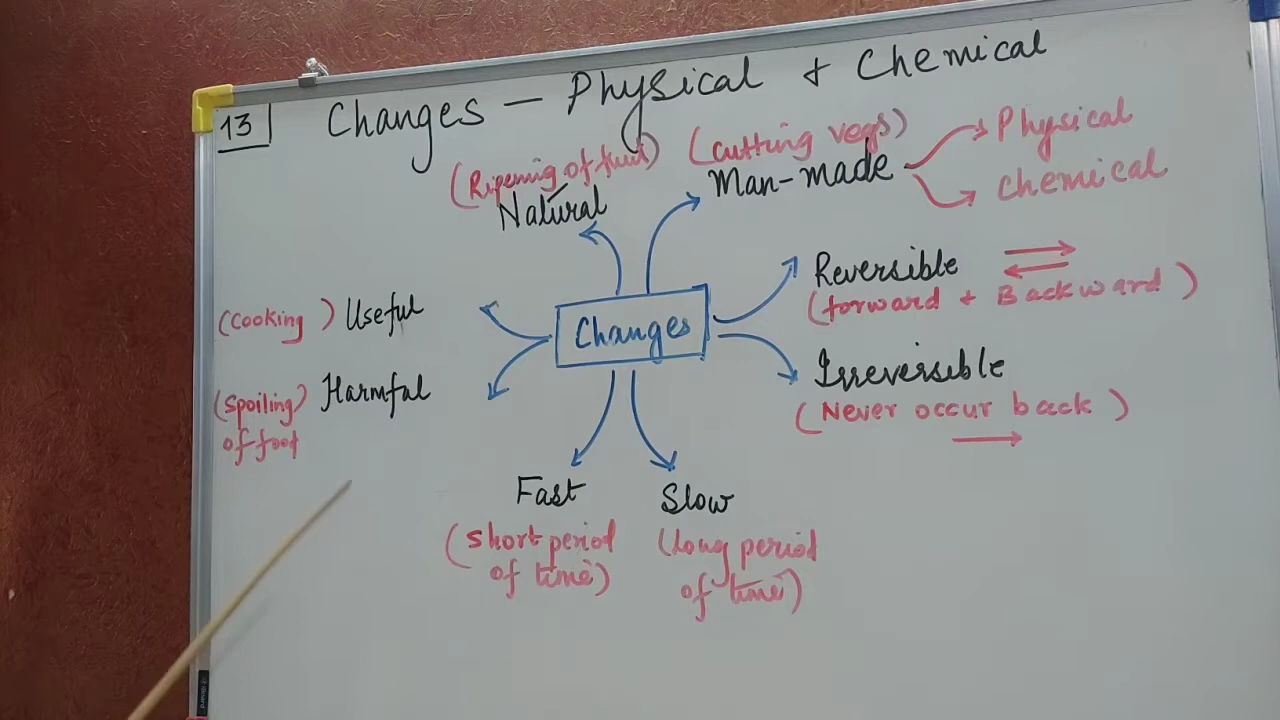 13 Changes – Physical & Chemical
(Ripening of fruit) (cutting vegs)
Natural
Man-made
Physical
chemical
Reversible
(forward + Backward)
Irreversible
(Never occur back)
(cooking) Useful
Changes
(spoiling) Harmful
of foot
Fast Slow
(short period (long period
of time) of time)